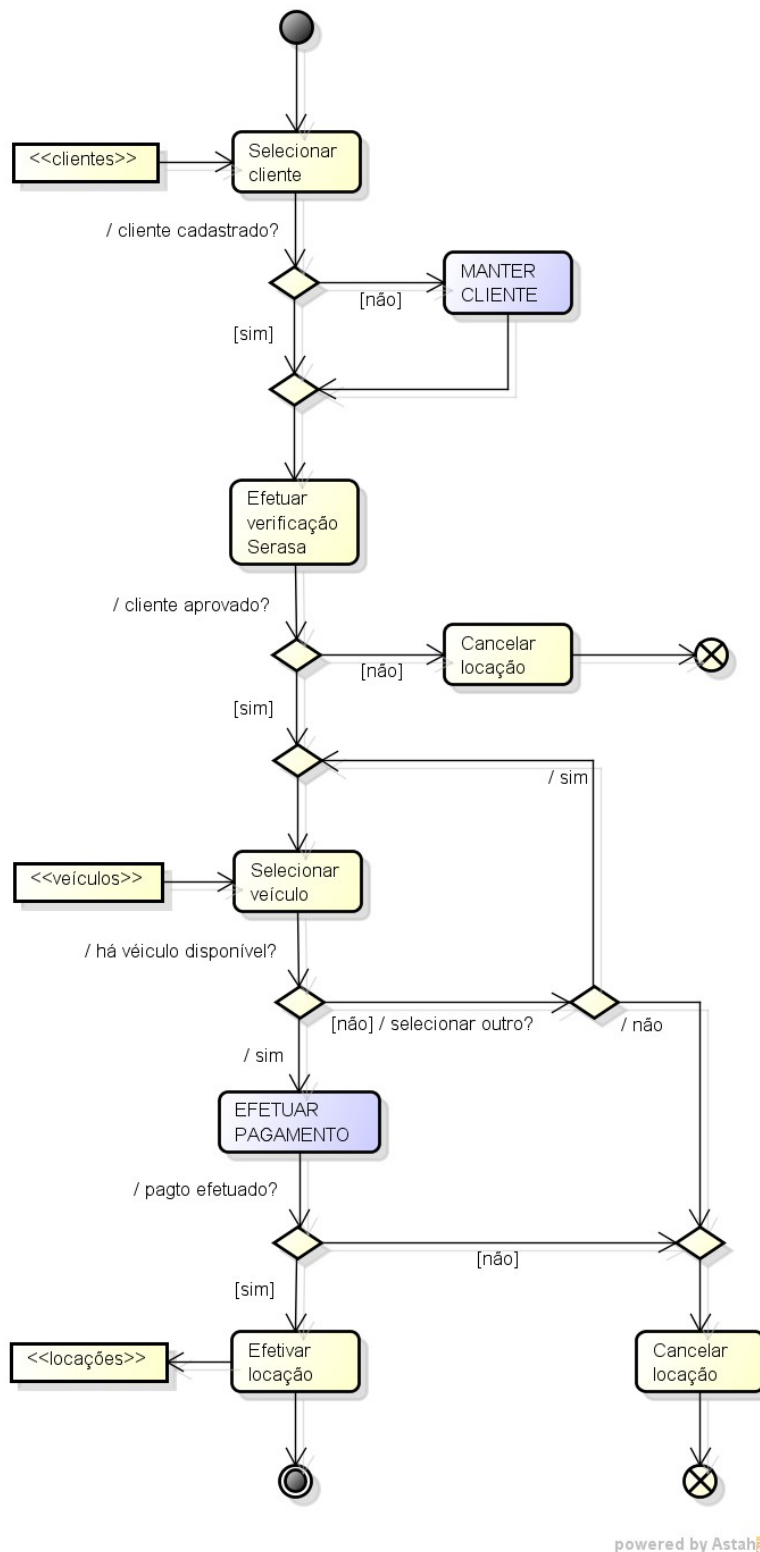 <<clientes>>
Selecionar
cliente
/ cliente cadastrado?
[não]
MANTER
CLIENTE
[sim]
Efetuar
verificação
Serasa
/ cliente aprovado?
[não]
Cancelar
locação
[sim]
/ sim
<<veículos>>
Selecionar
veículo
/ há véiculo disponível?
[não] / selecionar outro?
/ não
/ sim
EFETUAR
PAGAMENTO
/ pagto efetuado?
[não]
[sim]
<<locações>>
Efetivar
locação
Cancelar
locação
powered by Astah